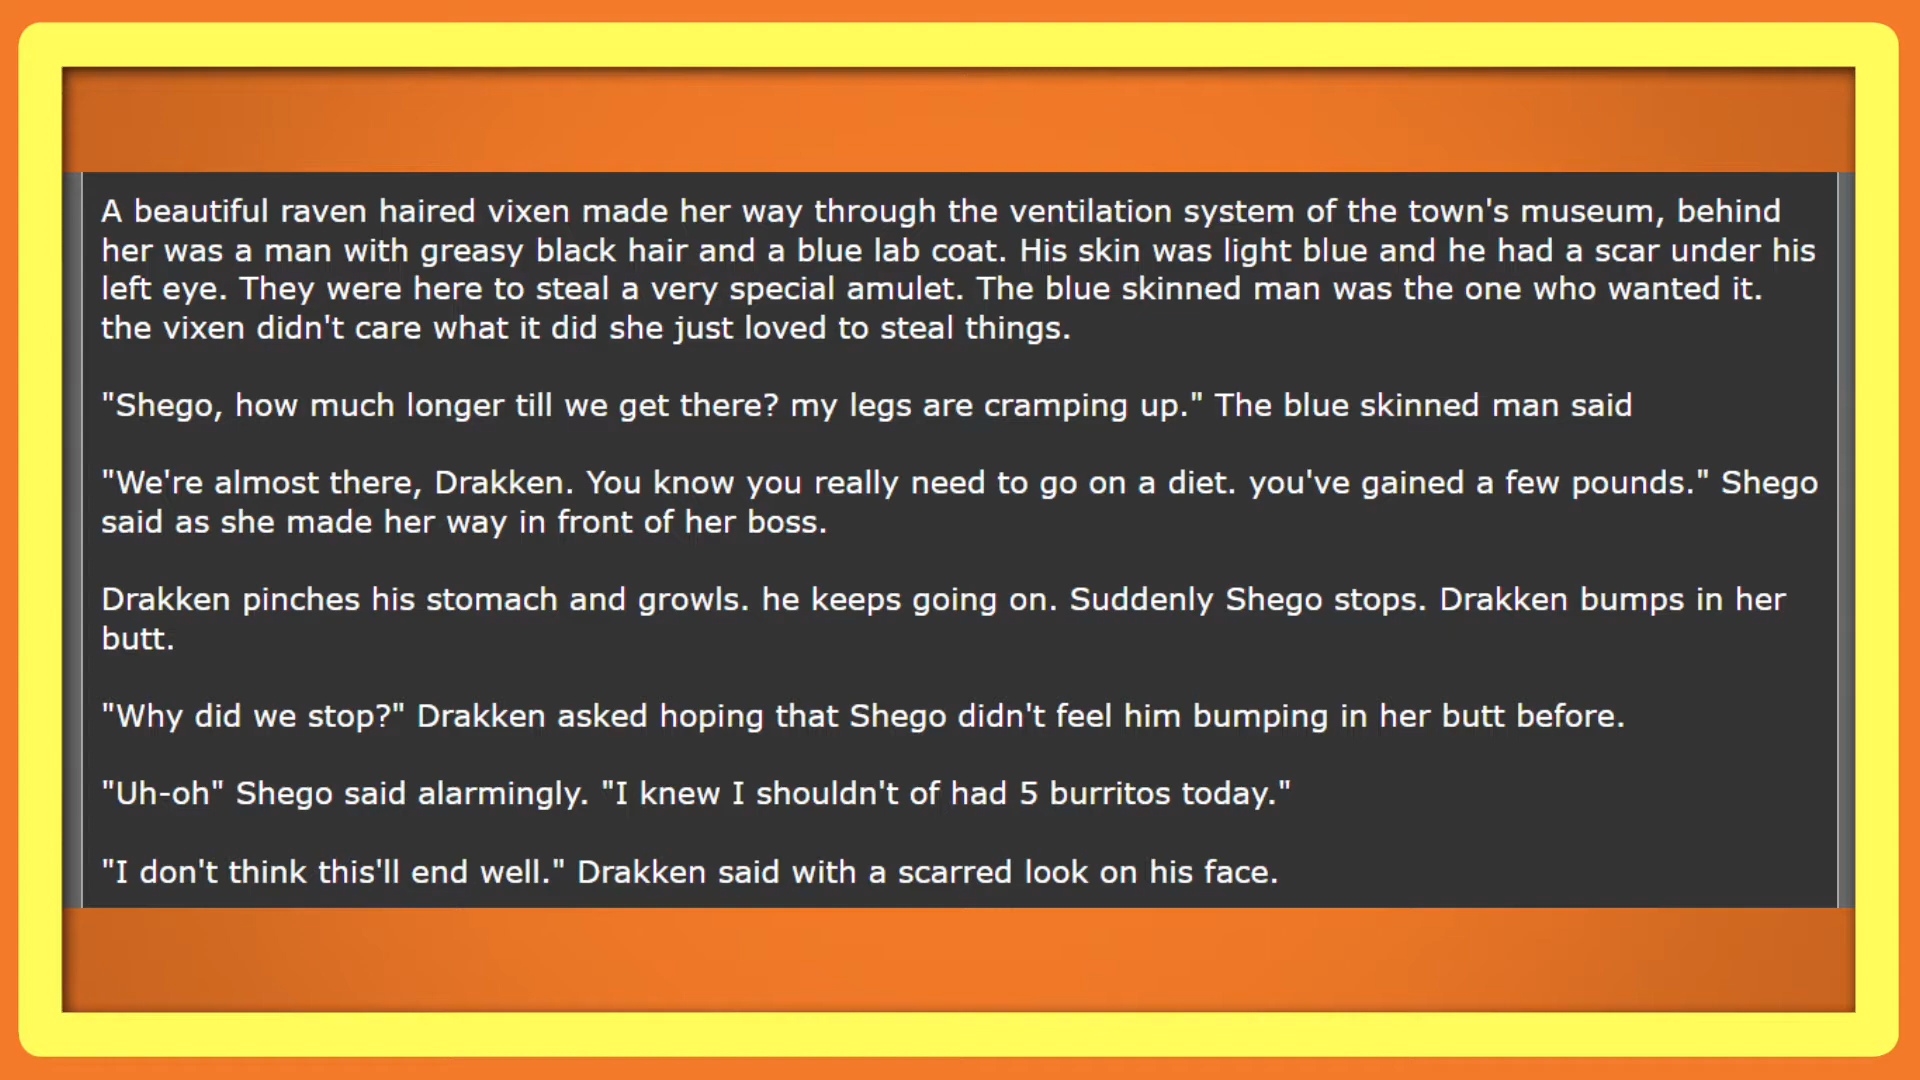 A beautiful raven haired vixen made her way through the ventilation system of the town's museum, behind
her was a man with greasy black hair and a blue lab coat. His skin was light blue and he had a scar under his
left eye. They were here to steal a very special amulet. The blue skinned man was the one who wanted it.
the vixen didn't care what it did she just loved to steal things.
"Shego, how much longer till we get there? my legs are cramping up." The blue skinned man said
"We're almost there, Drakken. You know you really need to go on a diet. you've gained a few pounds." Shego
said as she made her way in front of her boss.
Drakken pinches his stomach and growls. he keeps going on. Suddenly Shego stops. Drakken bumps in her
butt.
"Why did we stop?" Drakken asked hoping that Shego didn't feel him bumping in her butt before.
"Uh-oh" Shego said alarmingly. "I knew I shouldn't of had 5 burritos today."
"I don't think this'll end well." Drakken said with a scarred look on his face.